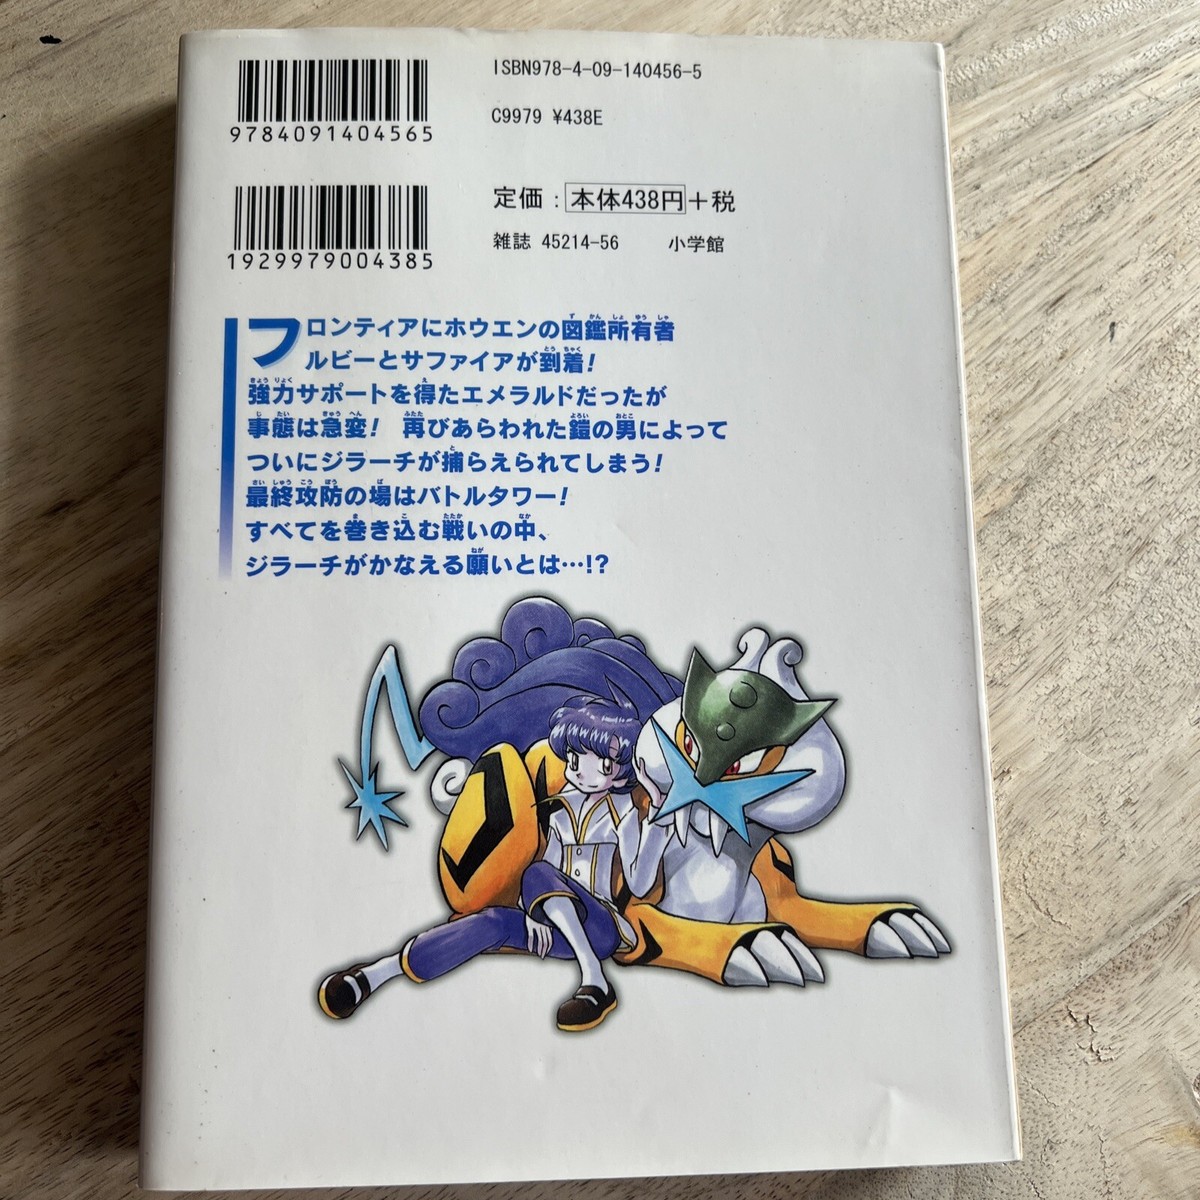 ISBN978-4-09-140456-5
9784091404565
C9979 ¥438E
定価：本体438円＋税
雑誌 45214-56 小学館
1929979004385
フロンティアにホウエンの図鑑所有者
ルビーとサファイアが到着！
強力サポートを得たエメラルドだったが
事態は急変！ 再びあらわれた鎧の男によって
ついにジラーチが捕らえられてしまう！
最終攻防の場はバトルタワー！
すべてを巻き込む戦いの中、
ジラーチがかなえる願いとは…!?